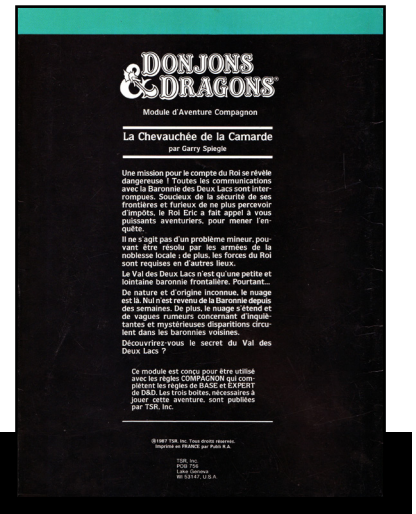 DONJONS
& DRAGONS®
Module d'Aventure Compagnon
La Chevauchée de la Camarde
par Garry Spiegle
Une mission pour le compte du Roi se révèle
dangereuse ! Toutes les communications
avec la Baronnie des Deux Lacs sont inter-
rompues. Soucieux de la sécurité de ses
frontières et furieux de ne plus percevoir
d'impôts, le Roi Eric a fait appel à vous
puissants aventuriers, pour mener l'en-
quête.
Il ne s'agit pas d'un problème mineur, pou-
vant être résolu par les armées de la
noblesse locale ; de plus, les forces du Roi
sont requises en d'autres lieux.
Le Val des Deux Lacs n'est qu'une petite et
lointaine baronnie frontalière. Pourtant...
De nature et d'origine inconnue, le nuage
est là. Nul n'est revenu de la Baronnie depuis
des semaines. De plus, le nuage s'étend et
de vagues rumeurs concernant d'inquié-
tantes et mystérieuses disparitions circu-
lent dans les baronnies voisines.
Découvrirez-vous le secret du Val des
Deux Lacs ?
Ce module est conçu pour être utilisé
avec les règles COMPAGNON qui com-
plètent les règles de BASE et EXPERT
de D&D. Les trois boîtes, nécessaires à
jouer cette aventure, sont publiées
par TSR, Inc.
©1987 TSR, Inc. Tous droits réservés.
Imprimé en FRANCE par Publi R.A.
TSR, Inc.
POB 756
Lake Geneva
WI 53147, U.S.A.